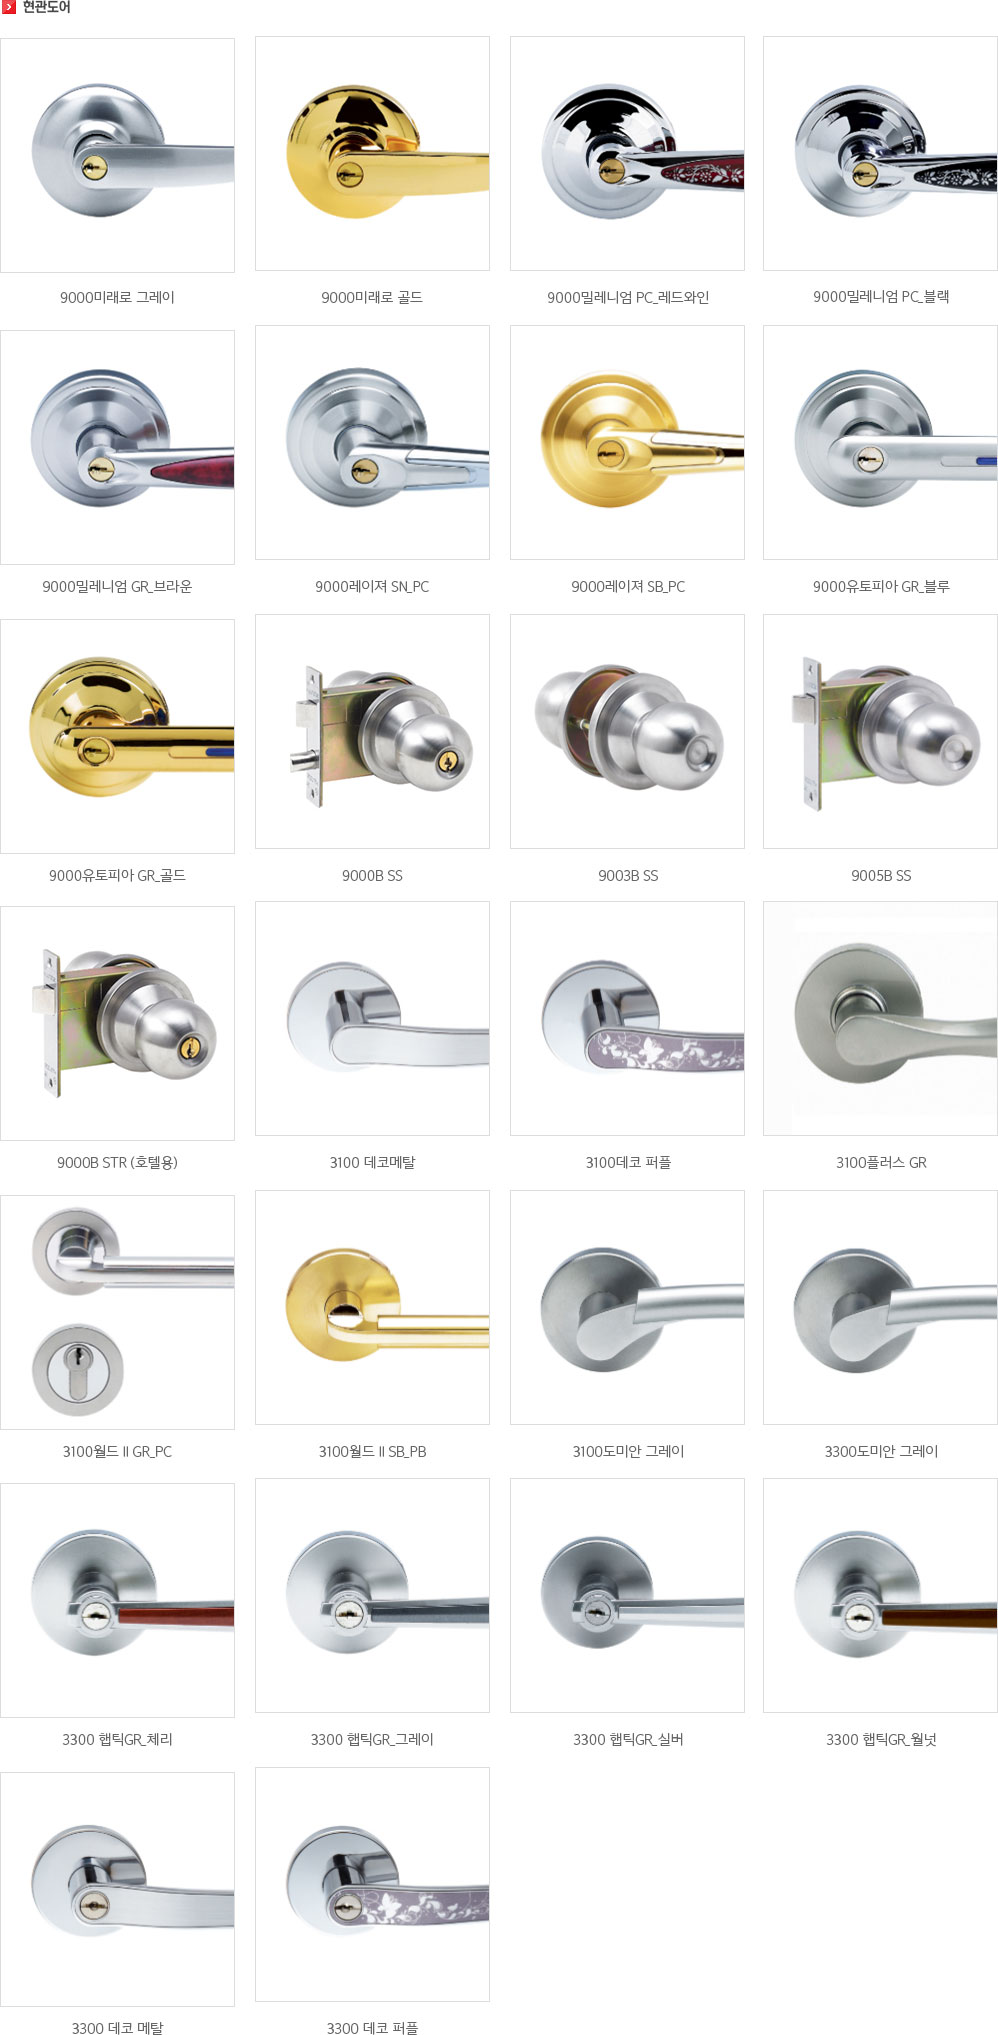 현관도어
9000미래로 그레이
9000미래로 골드
9000밀레니엄 PC_레드와인
9000밀레니엄 PC_블랙
9000밀레니엄 GR_브라운
9000레이져 SN_PC
9000레이져 SB_PC
9000유토피아 GR_블루
9000유토피아 GR_골드
9000B SS
9003B SS
9005B SS
9000B STR (호텔용)
3100 데코메탈
3100데코 퍼플
3100플러스 GR
3100월드 II GR_PC
3100월드 II SB_PB
3100도미안 그레이
3300도미안 그레이
3300 햅틱GR_체리
3300 햅틱GR_그레이
3300 햅틱GR_실버
3300 햅틱GR_월넛
3300 데코 메탈
3300 데코 퍼플